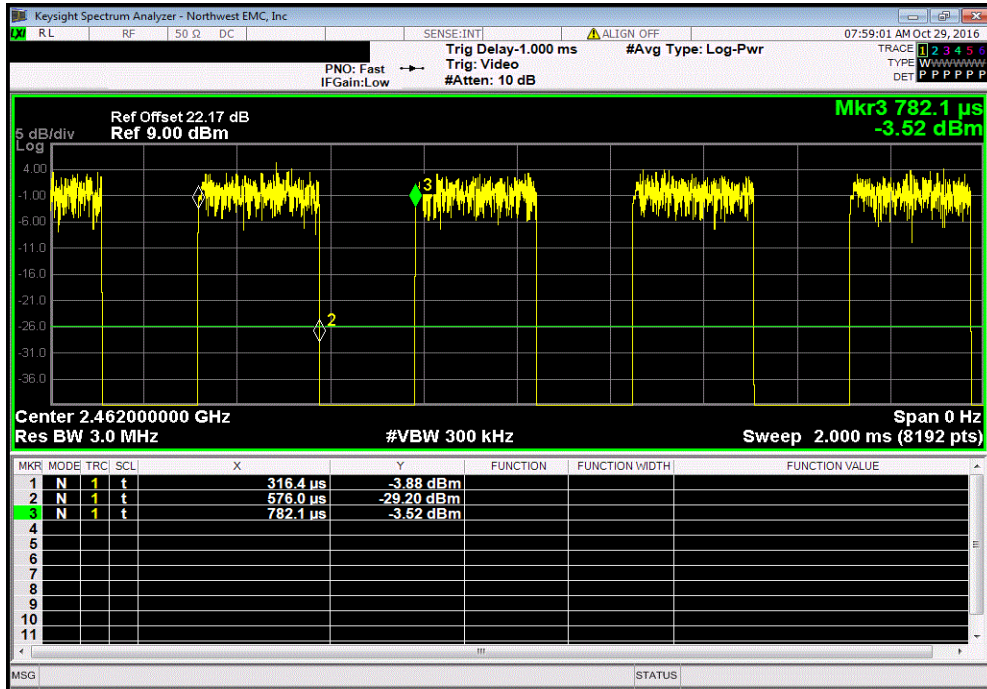 Keysight Spectrum Analyzer - Northwest EMC, Inc
LXI RL RF 50 Ω DC SENSE:INT ALIGN OFF 07:59:01 AM Oct 29, 2016
Trig Delay-1.000 ms #Avg Type: Log-Pwr TRACE 1 2 3 4 5 6
PNO: Fast Trig: Video TYPE WWWWWW
IFGain:Low #Atten: 10 dB DET P P P P P P
Mkr3 782.1 µs
-3.52 dBm
Ref Offset 22.17 dB
5 dB/div Ref 9.00 dBm
Log
4.00
-1.00
-6.00
-11.0
-16.0
-21.0
-26.0
-31.0
-36.0
3
2
Center 2.462000000 GHz Span 0 Hz
Res BW 3.0 MHz #VBW 300 kHz Sweep 2.000 ms (8192 pts)
MKR MODE TRC SCL X Y FUNCTION FUNCTION WIDTH FUNCTION VALUE
1 N 1 t 316.4 µs -3.88 dBm
2 N 1 t 576.0 µs -29.20 dBm
3 N 1 t 782.1 µs -3.52 dBm
4
5
6
7
8
9
10
11
MSG STATUS